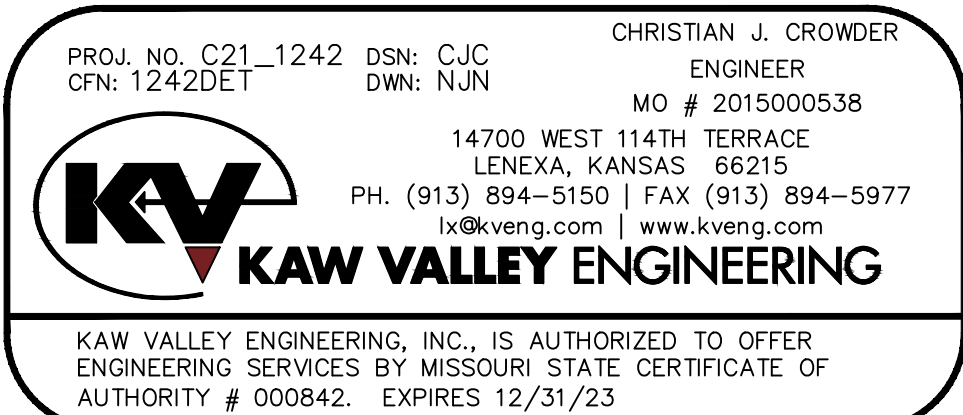 PROJ. NO. C21_1242 DSN: CJC
CFN: 1242DET DWN: NJN
CHRISTIAN J. CROWDER
ENGINEER
MO # 2015000538
14700 WEST 114TH TERRACE
LENEXA, KANSAS 66215
PH. (913) 894-5150 | FAX (913) 894-5977
lx@kveng.com | www.kveng.com
KV
KAW VALLEY ENGINEERING
KAW VALLEY ENGINEERING, INC., IS AUTHORIZED TO OFFER
ENGINEERING SERVICES BY MISSOURI STATE CERTIFICATE OF
AUTHORITY # 000842. EXPIRES 12/31/23